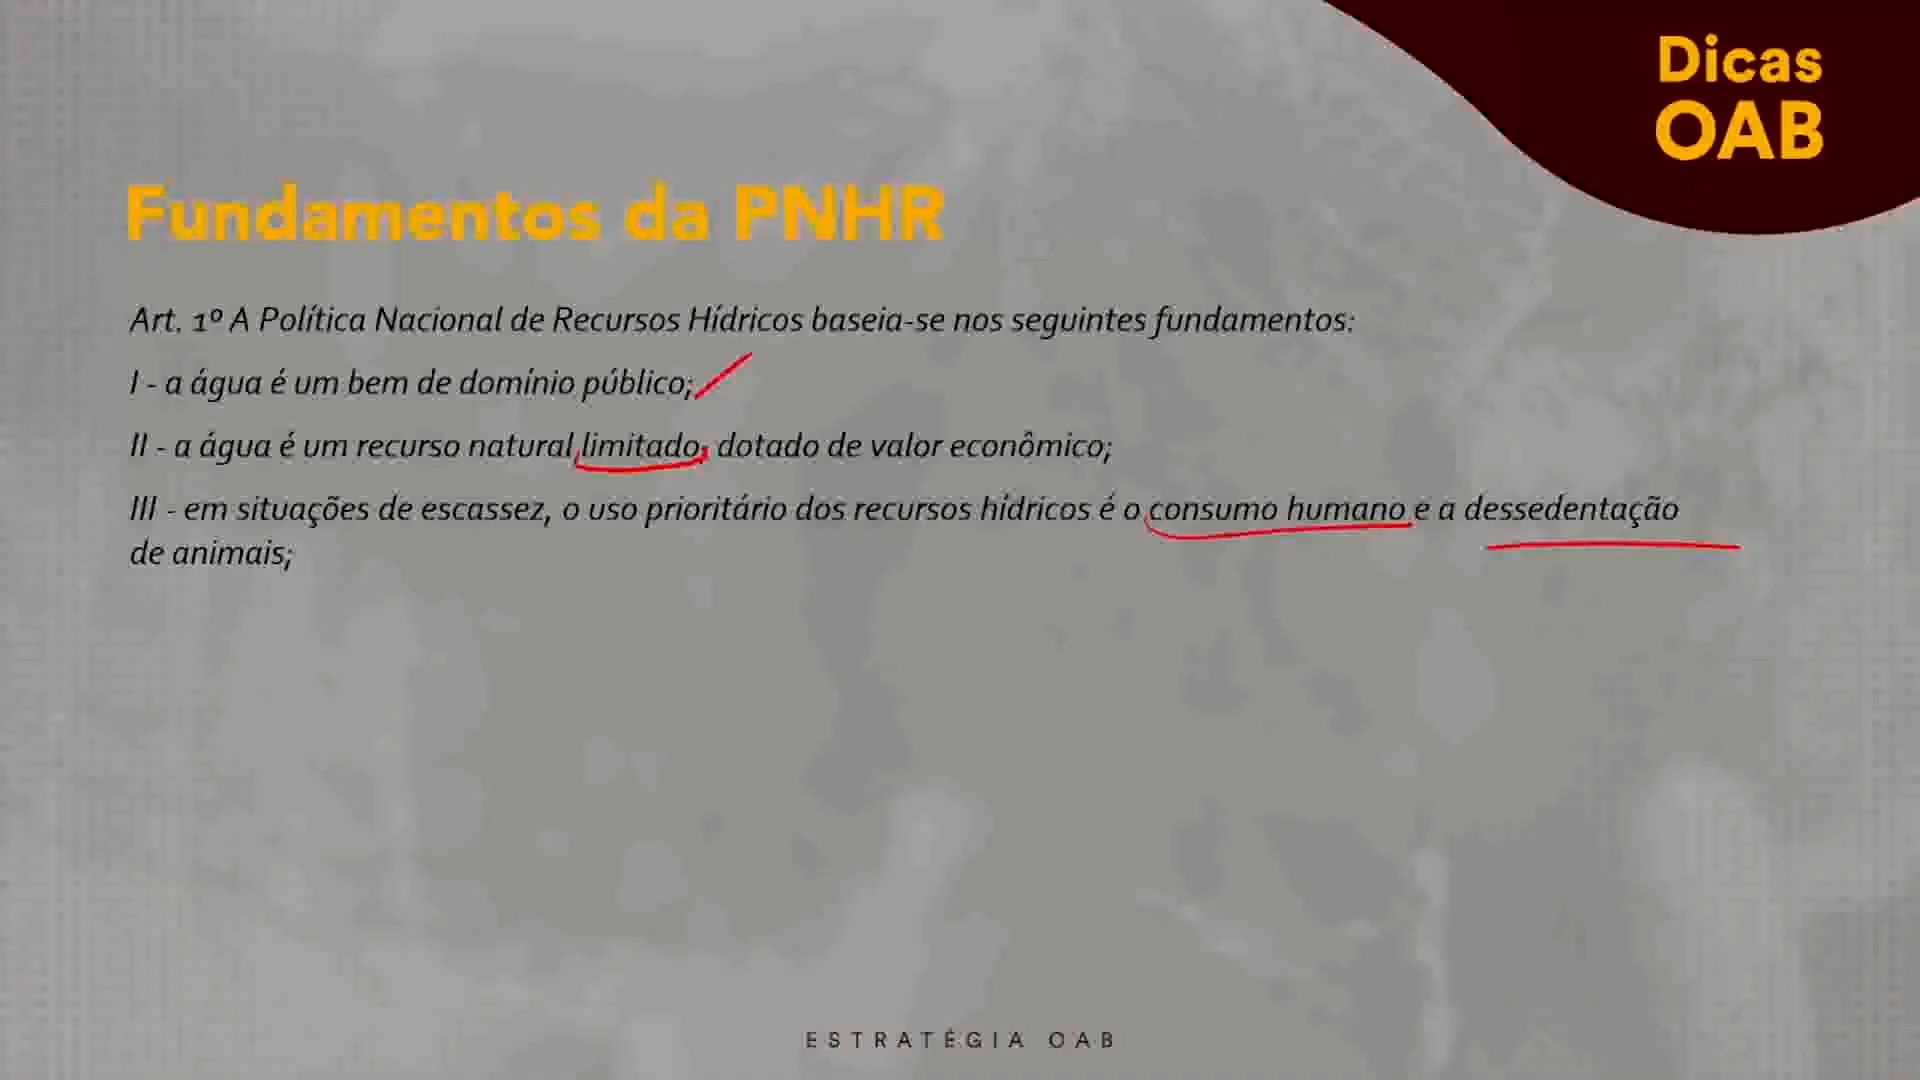 Dicas
OAB
Fundamentos da PNHR
Art. 1º A Política Nacional de Recursos Hídricos baseia-se nos seguintes fundamentos:
I - a água é um bem de domínio público;
II - a água é um recurso natural limitado, dotado de valor econômico;
III - em situações de escassez, o uso prioritário dos recursos hídricos é o consumo humano e a dessedentação
de animais;
ESTRATÉGIA OAB